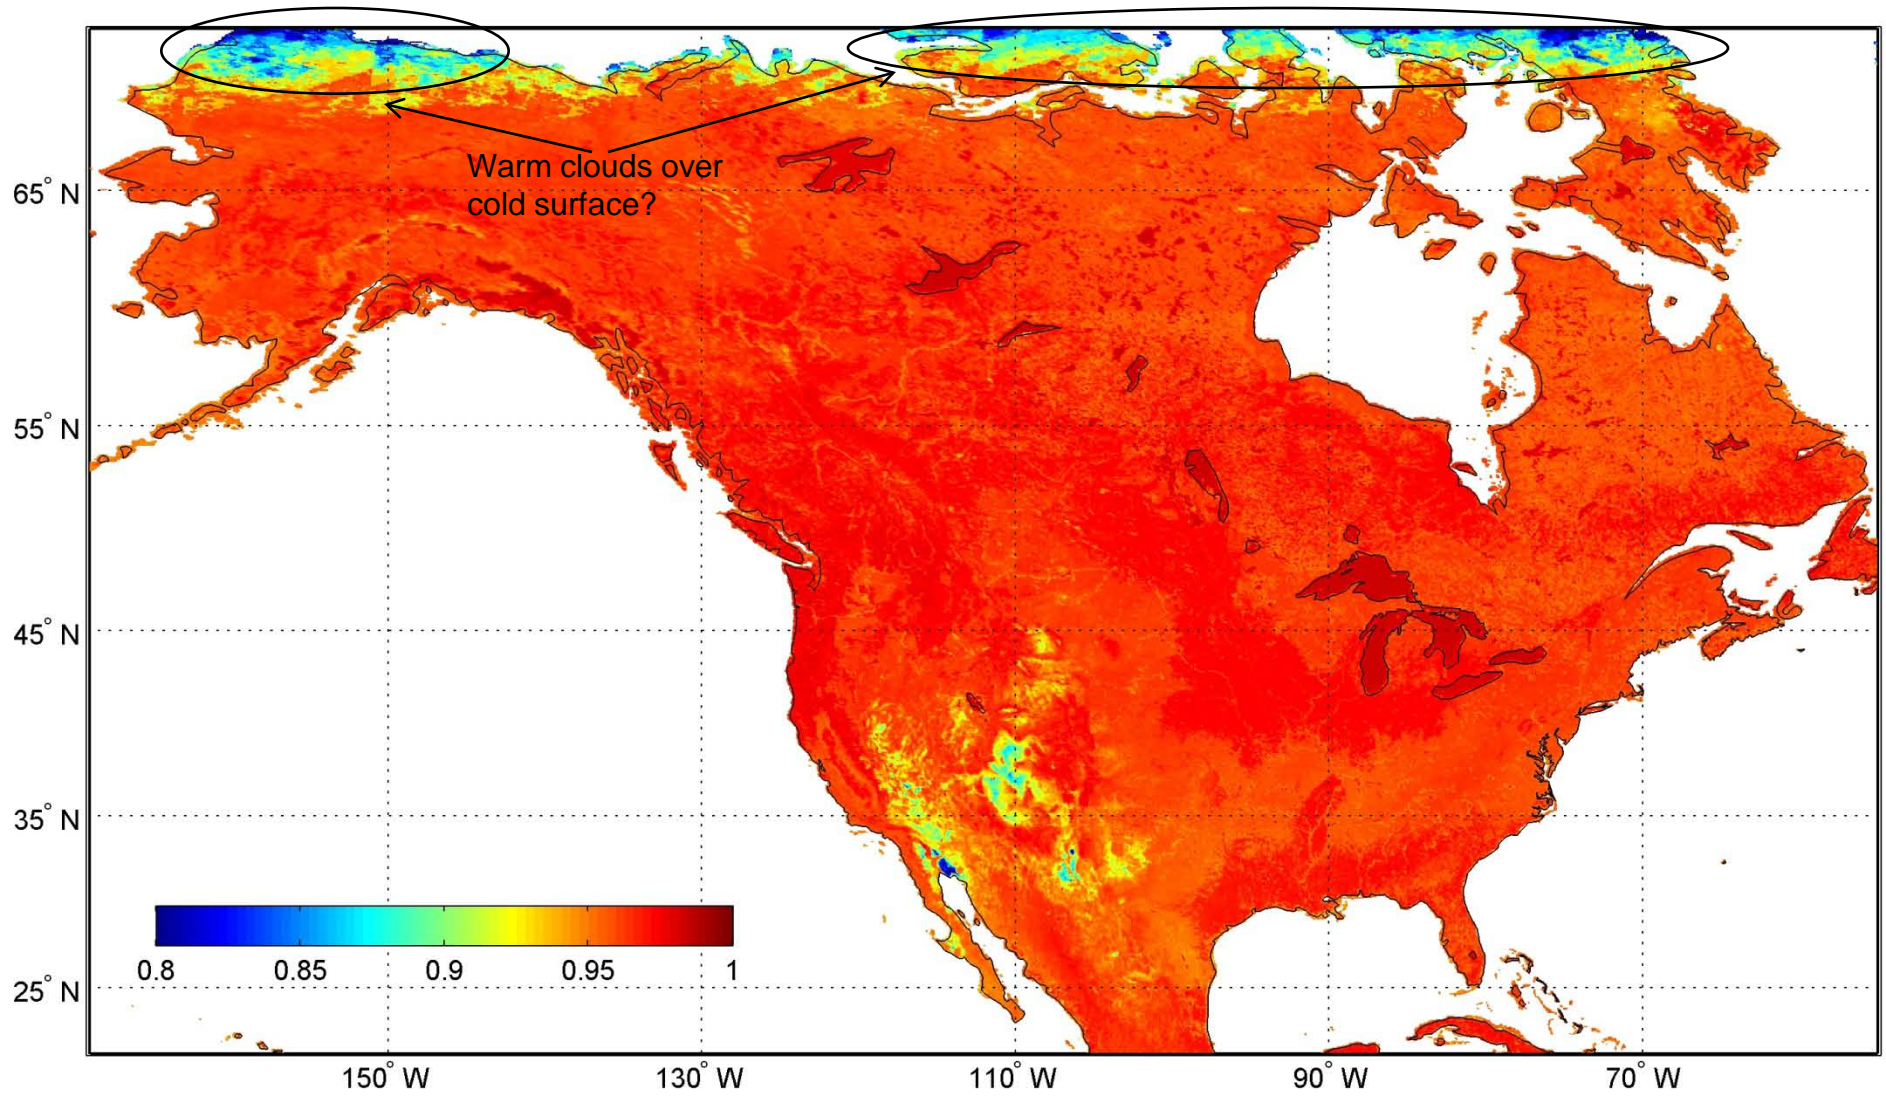 Warm clouds over
cold surface?
65° N
55° N
45° N
35° N
25° N
0.8 0.85 0.9 0.95 1
150° W 130° W 110° W 90° W 70° W